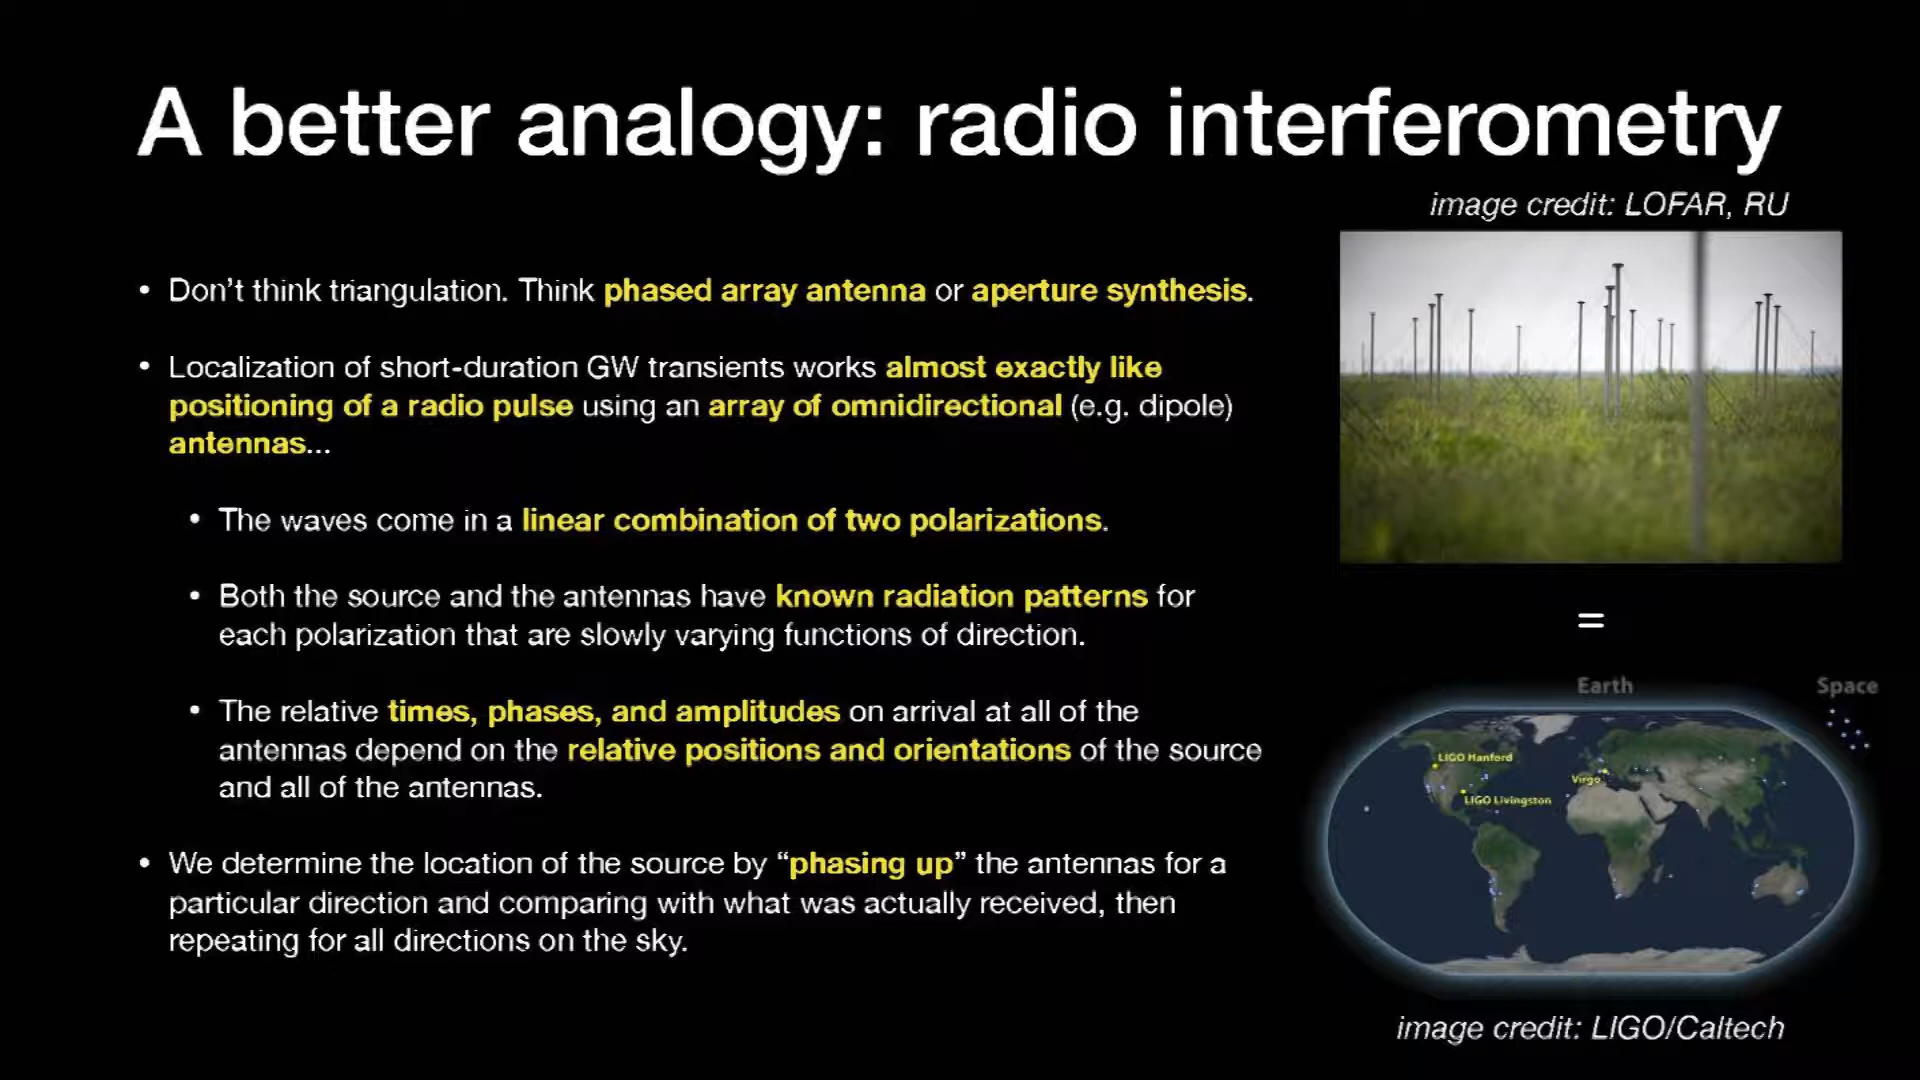 A better analogy: radio interferometry
image credit: LOFAR, RU
• Don’t think triangulation. Think phased array antenna or aperture synthesis.
• Localization of short-duration GW transients works almost exactly like
positioning of a radio pulse using an array of omnidirectional (e.g. dipole)
antennas...
• The waves come in a linear combination of two polarizations.
• Both the source and the antennas have known radiation patterns for
each polarization that are slowly varying functions of direction.
• The relative times, phases, and amplitudes on arrival at all of the
antennas depend on the relative positions and orientations of the source
and all of the antennas.
• We determine the location of the source by “phasing up” the antennas for a
particular direction and comparing with what was actually received, then
repeating for all directions on the sky.
=
Earth
Space
LIGO Hanford
Virgo
LIGO Livingston
image credit: LIGO/Caltech